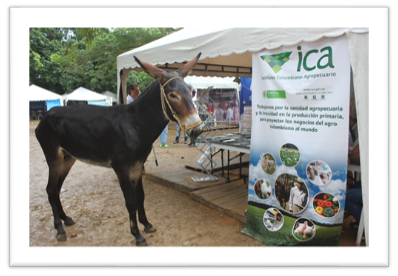 ica
Instituto Colombiano Agropecuario
Trabajamos por la sanidad agropecuaria
y la inocuidad en la producción primaria,
para proyectar los negocios del agro
colombiano al mundo